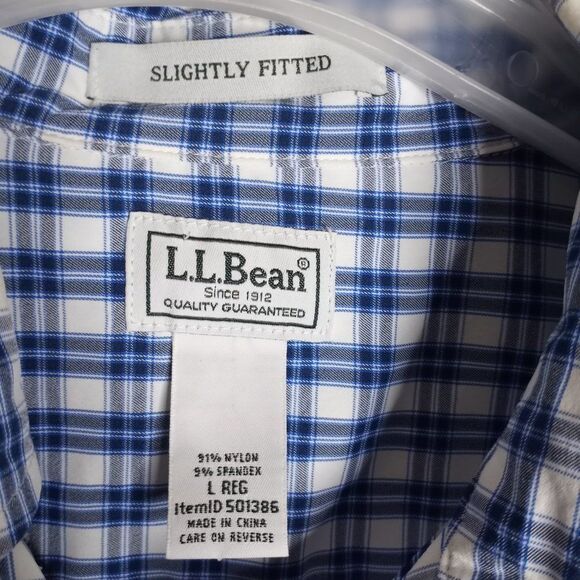 SLIGHTLY FITTED
L.L.Bean®
Since 1912
QUALITY GUARANTEED
91% NYLON
9% SPANDEX
L REG
ItemID 501386
MADE IN CHINA
CARE ON REVERSE